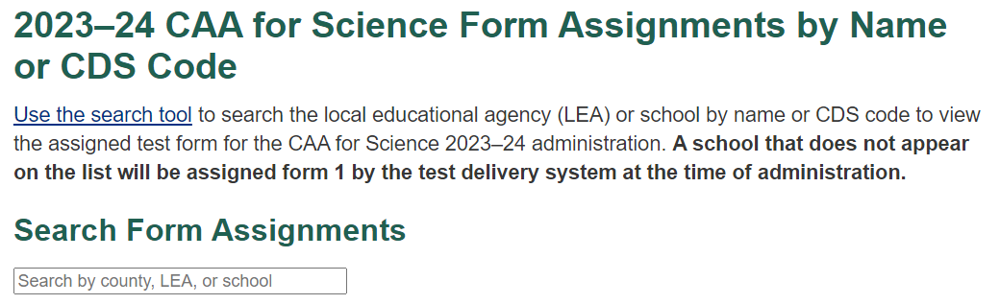 2023–24 CAA for Science Form Assignments by Name
or CDS Code
Use the search tool to search the local educational agency (LEA) or school by name or CDS code to view
the assigned test form for the CAA for Science 2023–24 administration. A school that does not appear
on the list will be assigned form 1 by the test delivery system at the time of administration.
Search Form Assignments
Search by county, LEA, or school